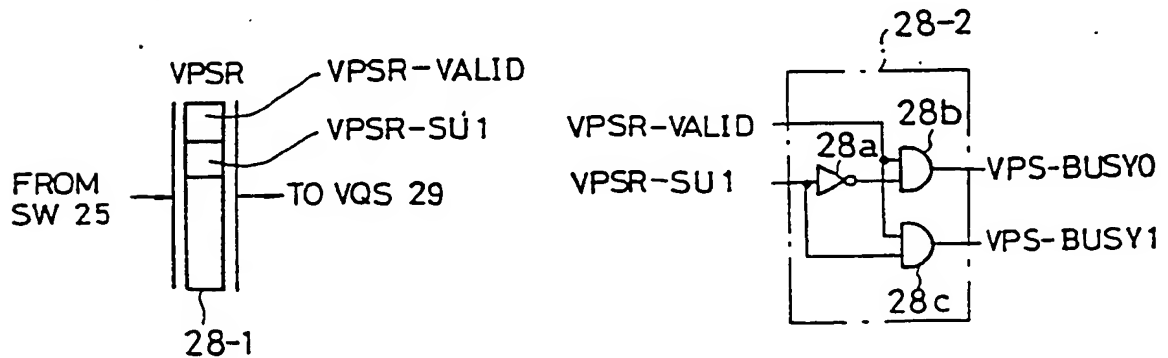 VPSR
VPSR-VALID
VPSR-SU1
FROM
SW 25
TO VQS 29
28-1
28-2
VPSR-VALID
VPSR-SU1
28a
28b
28c
VPS-BUSY0
VPS-BUSY1